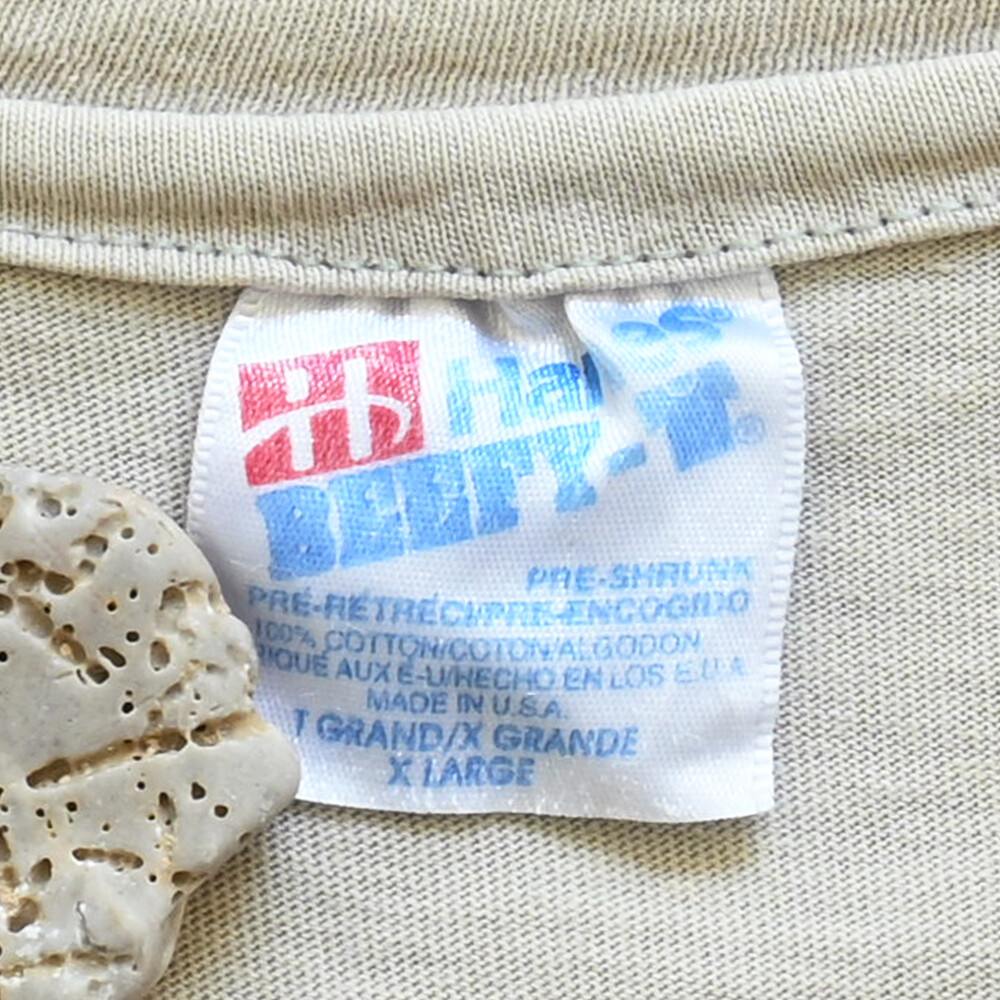 Hanes
BEEFY-T®
PRE-SHRUNK
PRÉ-RÉTRÉCI/PRE-ENCOGIDO
100% COTTON/COTON/ALGODON
IQUÉ AUX É-U/HECHO EN LOS E.U.A.
MADE IN U.S.A.
T GRAND/X GRANDE
X LARGE